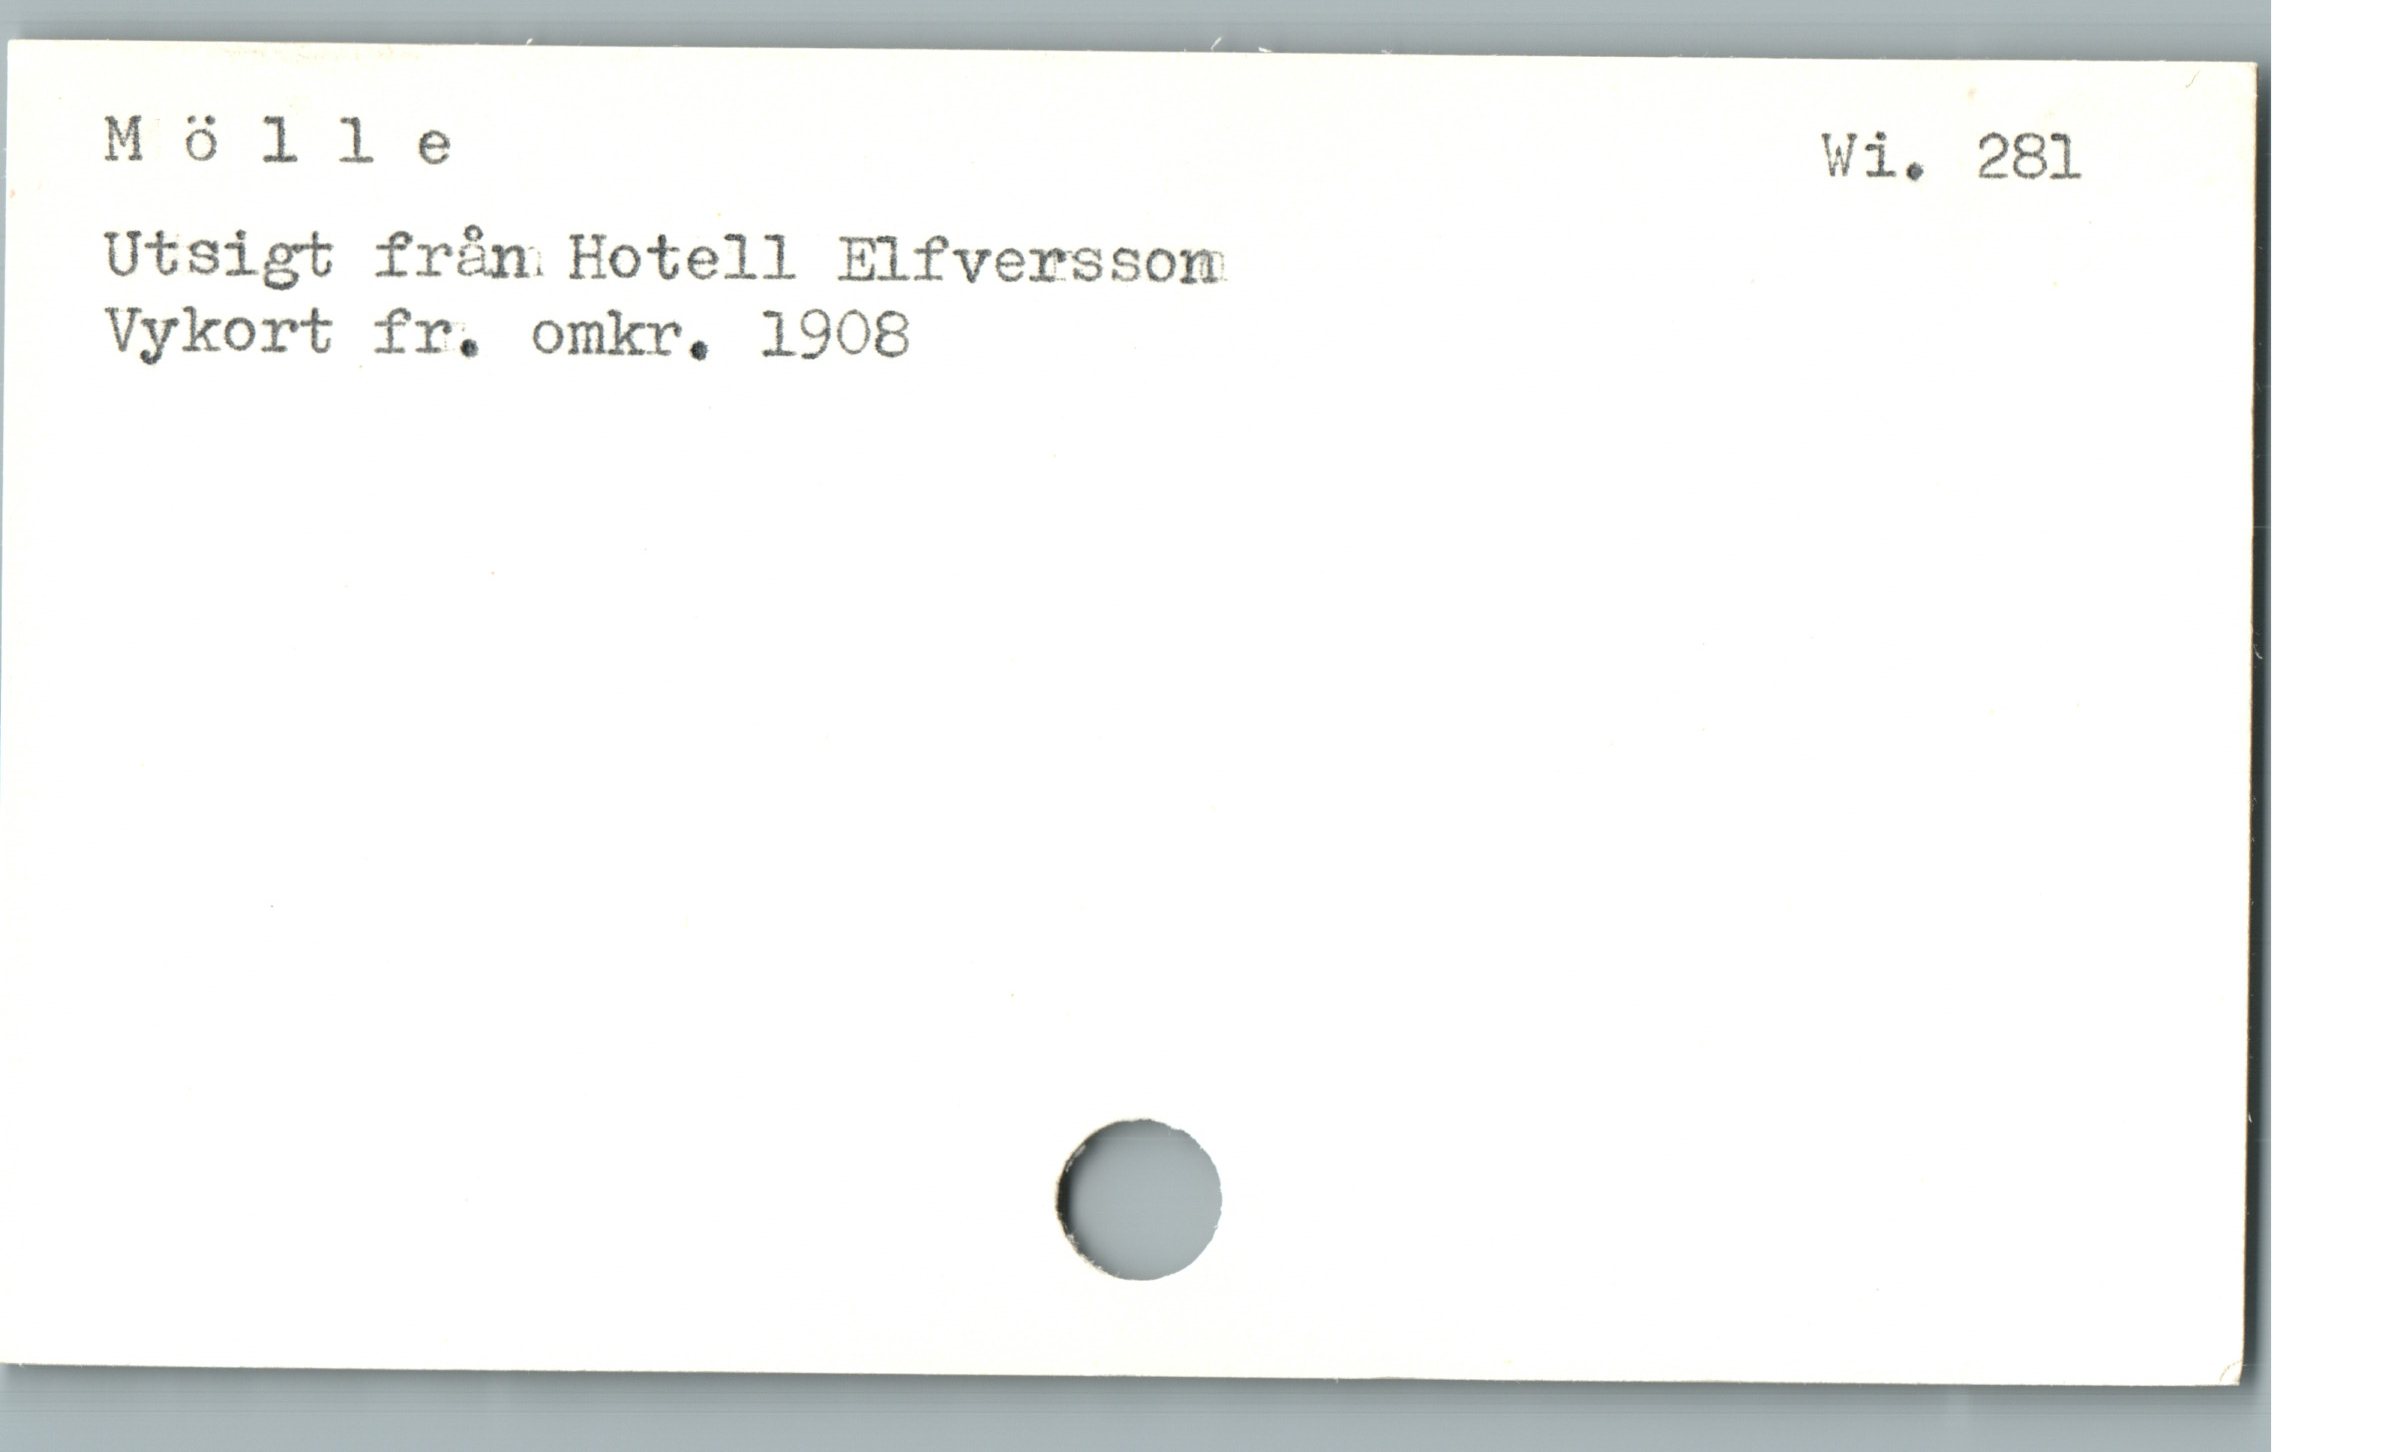 M ö l l e Wi. 281
Utsigt från Hotell Elfversson
Vykort fr. omkr. 1908